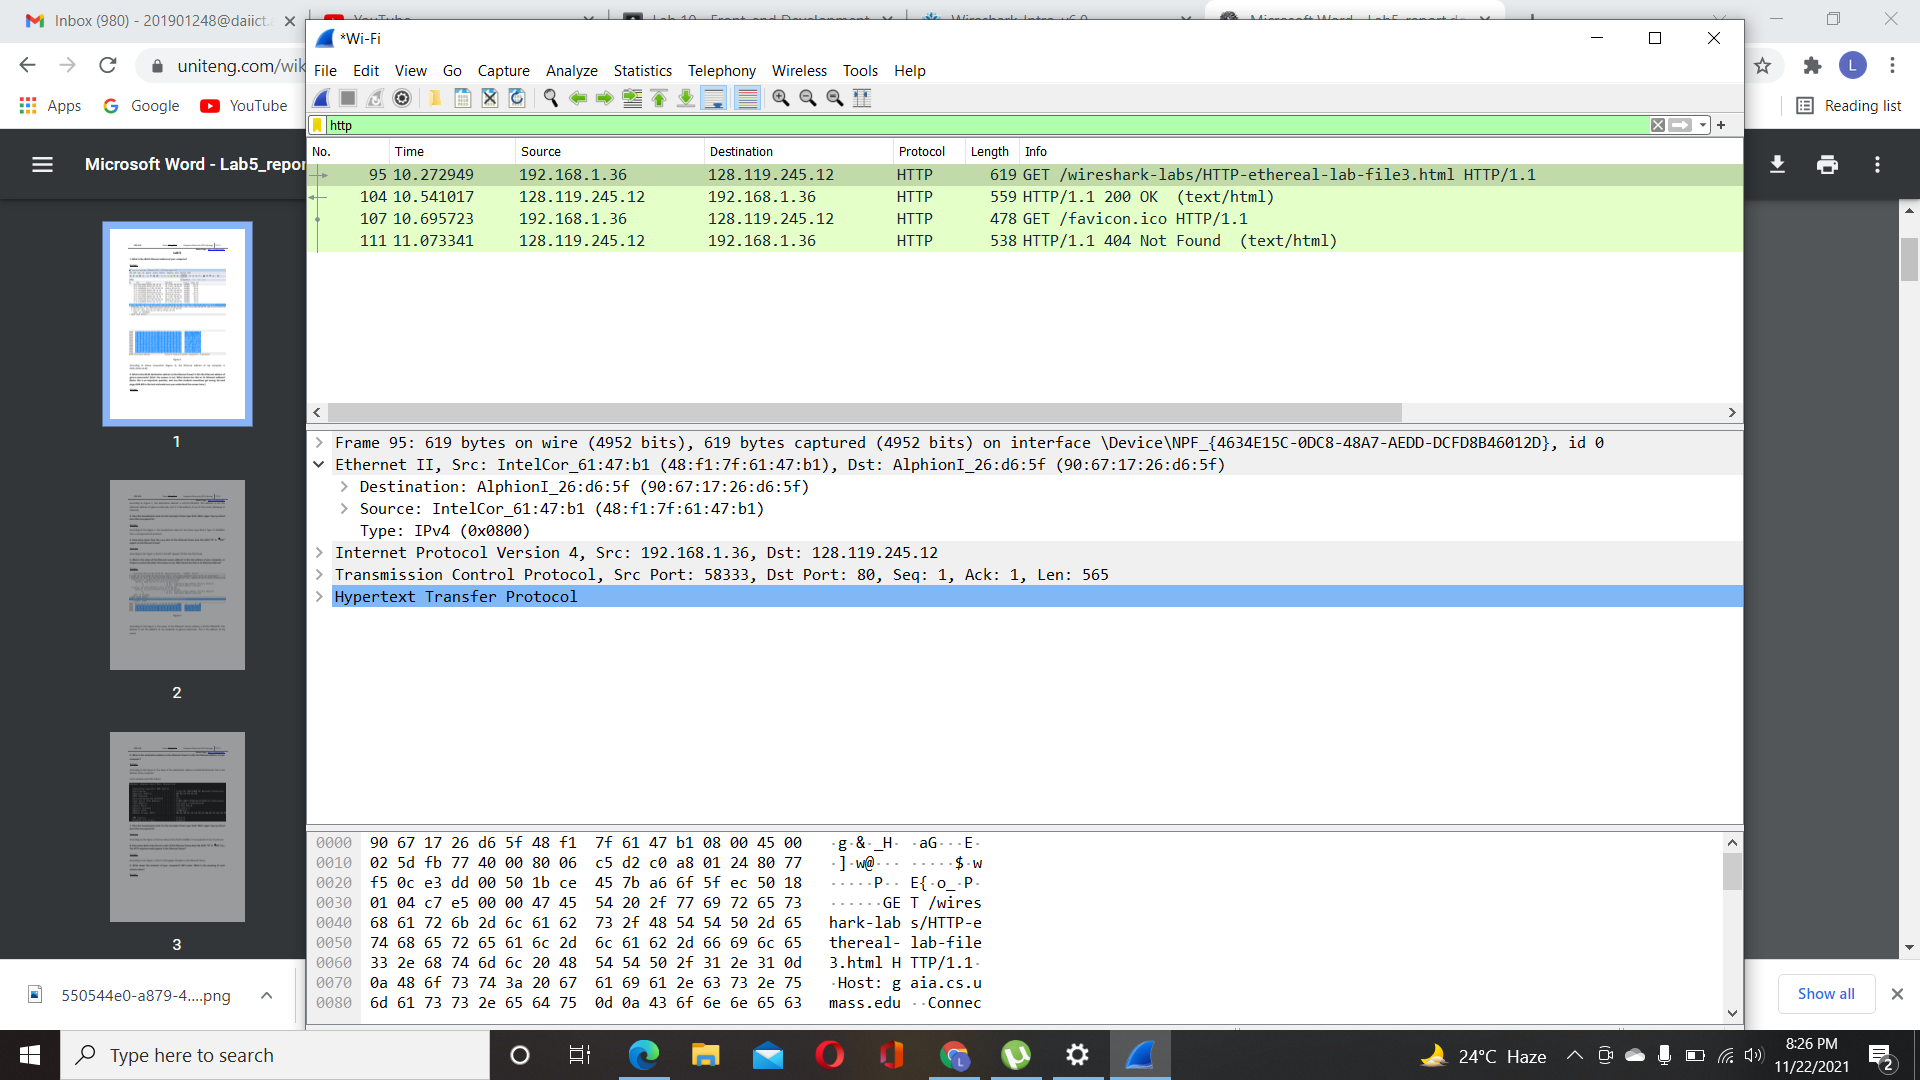 Inbox (980) - 201901248@daiict.
YouTube
Wireshark_Intro_v6.0
*Wi-Fi
uniteng.com/wik
L
File Edit View Go Capture Analyze Statistics Telephony Wireless Tools Help
Apps Google YouTube
Reading list
http
Microsoft Word - Lab5_repor
No. Time Source Destination Protocol Length Info
95 10.272949 192.168.1.36 128.119.245.12 HTTP 619 GET /wireshark-labs/HTTP-ethereal-lab-file3.html HTTP/1.1
104 10.541017 128.119.245.12 192.168.1.36 HTTP 559 HTTP/1.1 200 OK (text/html)
107 10.695723 192.168.1.36 128.119.245.12 HTTP 478 GET /favicon.ico HTTP/1.1
111 11.073341 128.119.245.12 192.168.1.36 HTTP 538 HTTP/1.1 404 Not Found (text/html)
1
Frame 95: 619 bytes on wire (4952 bits), 619 bytes captured (4952 bits) on interface \Device\NPF_{4634E15C-0DC8-48A7-AEDD-DCFD8B46012D}, id 0
Ethernet II, Src: IntelCor_61:47:b1 (48:f1:7f:61:47:b1), Dst: AlphionI_26:d6:5f (90:67:17:26:d6:5f)
Destination: AlphionI_26:d6:5f (90:67:17:26:d6:5f)
Source: IntelCor_61:47:b1 (48:f1:7f:61:47:b1)
Type: IPv4 (0x0800)
Internet Protocol Version 4, Src: 192.168.1.36, Dst: 128.119.245.12
Transmission Control Protocol, Src Port: 58333, Dst Port: 80, Seq: 1, Ack: 1, Len: 565
Hypertext Transfer Protocol
2
0000 90 67 17 26 d6 5f 48 f1 7f 61 47 b1 08 00 45 00 ·g·&·_H· ·aG···E·
0010 02 5d fb 77 40 00 80 06 c5 d2 c0 a8 01 24 80 77 ·]·w@··· ·····$·w
0020 f5 0c e3 dd 00 50 1b ce 45 7b a6 6f 5f ec 50 18 ·····P·· E{·o_·P·
0030 01 04 c7 e5 00 00 47 45 54 20 2f 77 69 72 65 73 ······GE T /wires
0040 68 61 72 6b 2d 6c 61 62 73 2f 48 54 54 50 2d 65 hark-lab s/HTTP-e
0050 74 68 65 72 65 61 6c 2d 6c 61 62 2d 66 69 6c 65 thereal- lab-file
0060 33 2e 68 74 6d 6c 20 48 54 54 50 2f 31 2e 31 0d 3.html H TTP/1.1·
0070 0a 48 6f 73 74 3a 20 67 61 69 61 2e 63 73 2e 75 ·Host: g aia.cs.u
0080 6d 61 73 73 2e 65 64 75 0d 0a 43 6f 6e 6e 65 63 mass.edu ··Connec
3
550544e0-a879-4....png
Show all
Type here to search
24°C Haze
8:26 PM
11/22/2021
2